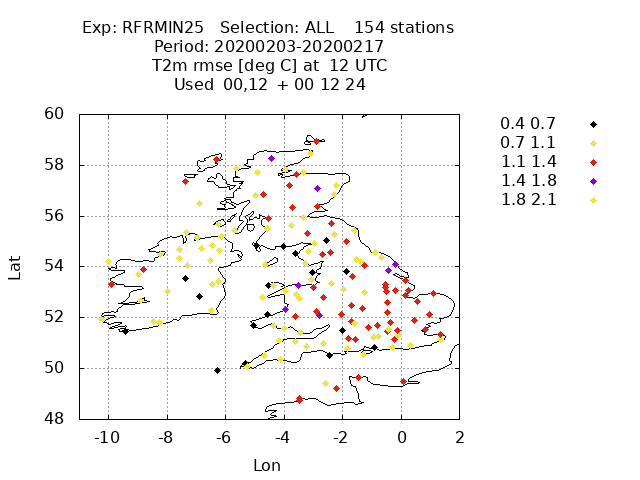 Exp: RFRMIN25 Selection: ALL 154 stations
Period: 20200203-20200217
T2m rmse [deg C] at 12 UTC
Used 00,12 + 00 12 24
60
58
56
54
52
50
48
Lat
-10 -8 -6 -4 -2 0 2
Lon
0.4 0.7
0.7 1.1
1.1 1.4
1.4 1.8
1.8 2.1